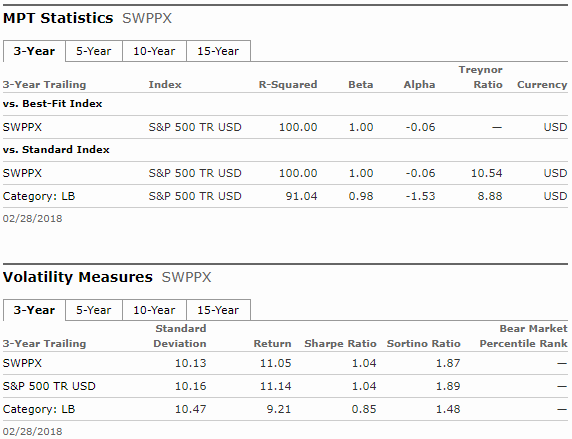 MPT Statistics SWPPX
3-Year 5-Year 10-Year 15-Year
Treynor
3-Year Trailing Index R-Squared Beta Alpha Ratio Currency
vs. Best-Fit Index
SWPPX S&P 500 TR USD 100.00 1.00 -0.06 — USD
vs. Standard Index
SWPPX S&P 500 TR USD 100.00 1.00 -0.06 10.54 USD
Category: LB S&P 500 TR USD 91.04 0.98 -1.53 8.88 USD
02/28/2018
Volatility Measures SWPPX
3-Year 5-Year 10-Year 15-Year
Standard Bear Market
3-Year Trailing Deviation Return Sharpe Ratio Sortino Ratio Percentile Rank
SWPPX 10.13 11.05 1.04 1.87 —
S&P 500 TR USD 10.16 11.14 1.04 1.89 —
Category: LB 10.47 9.21 0.85 1.48 —
02/28/2018